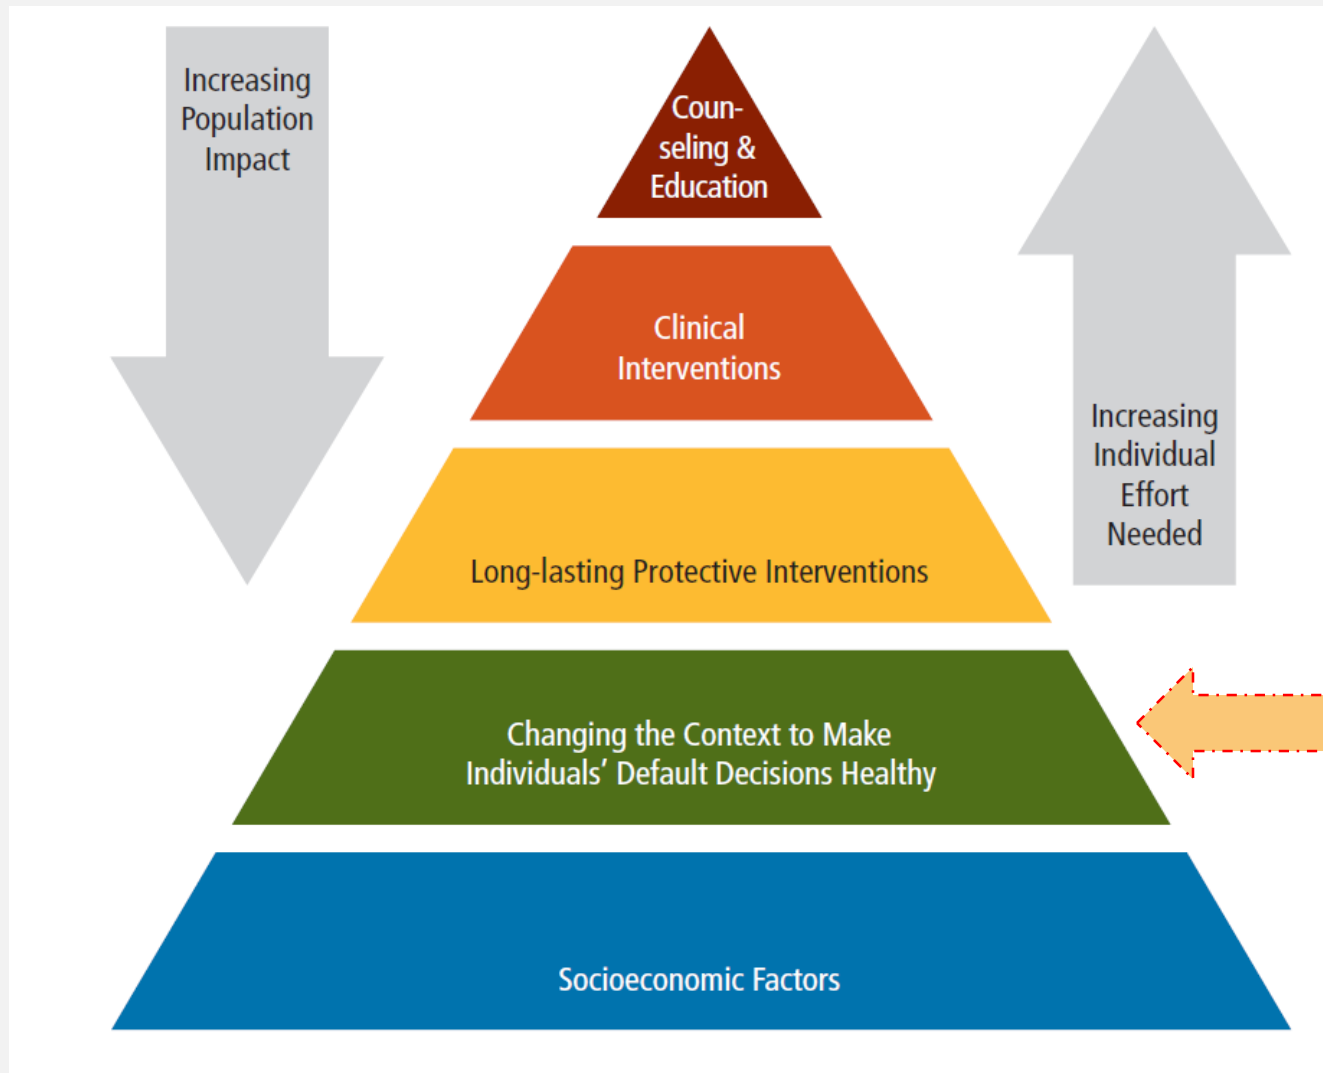 Increasing
Population
Impact
Coun-
seling &
Education
Clinical
Interventions
Increasing
Individual
Effort
Needed
Long-lasting Protective Interventions
Changing the Context to Make
Individuals’ Default Decisions Healthy
Socioeconomic Factors